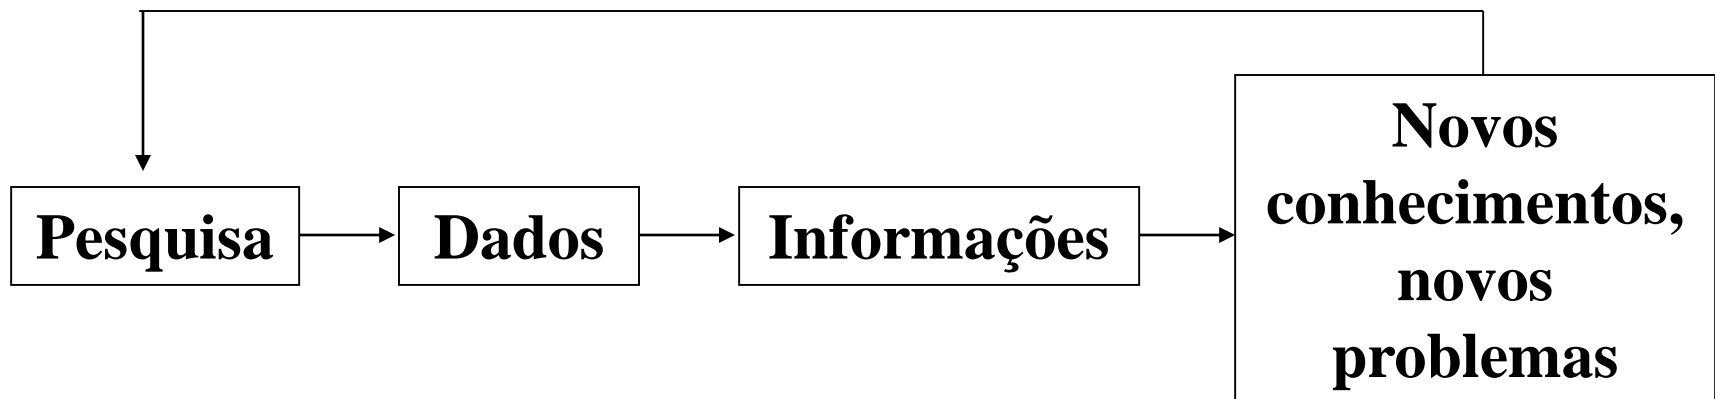 Pesquisa
Dados
Informações
Novos
conhecimentos,
novos
problemas